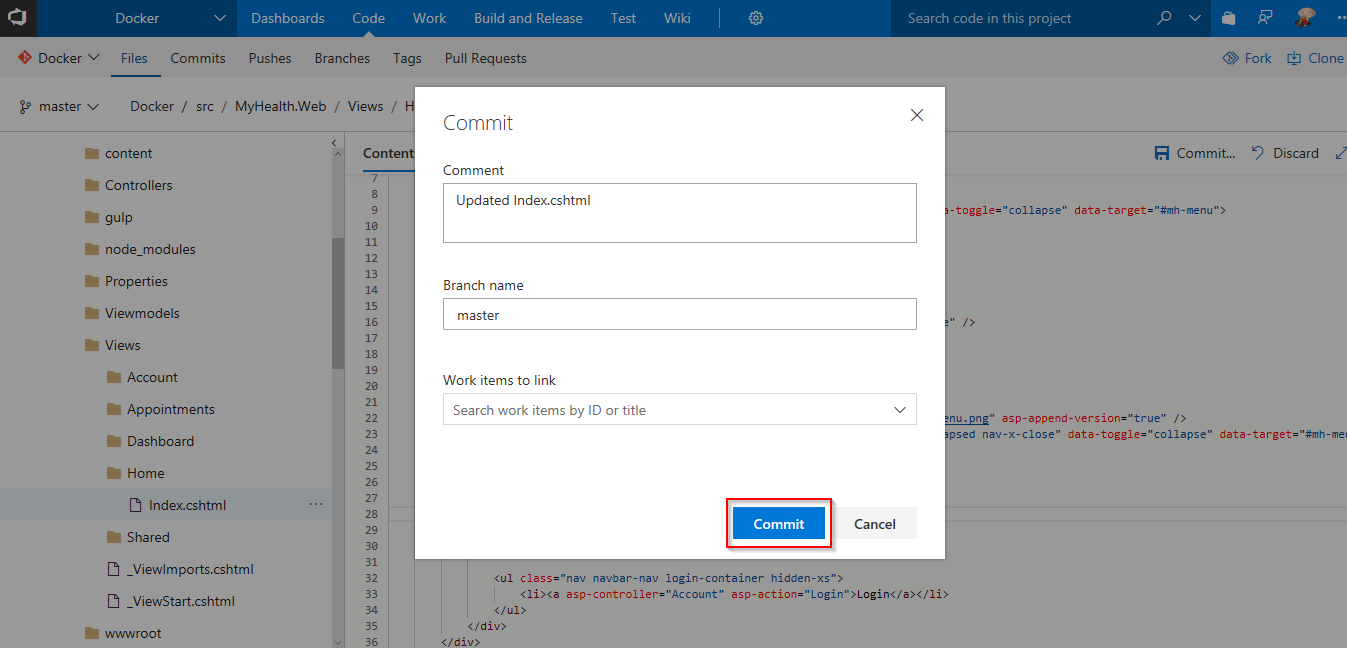 Docker Dashboards Code Work Build and Release Test Wiki Search code in this project
Docker Files Commits Pushes Branches Tags Pull Requests Fork Clone
master Docker / src / MyHealth.Web / Views / H
content
Controllers
gulp
node_modules
Properties
Viewmodels
Views
Account
Appointments
Dashboard
Home
Index.cshtml ...
Shared
_ViewImports.cshtml
_ViewStart.cshtml
wwwroot
Content Commit... Discard
7
8
9 a-toggle="collapse" data-target="#mh-menu">
10
11
12
13
14
15
16 e" />
17
18
19
20
21
22 enu.png" asp-append-version="true" />
23 apsed nav-x-close" data-toggle="collapse" data-target="#mh-men
24
25
26
27
28
29
30
31
32 <ul class="nav navbar-nav login-container hidden-xs">
33 <li><a asp-controller="Account" asp-action="Login">Login</a></li>
34 </ul>
35 </div>
36 </div>
Commit
Comment
Updated Index.cshtml
Branch name
master
Work items to link
Search work items by ID or title
Commit Cancel